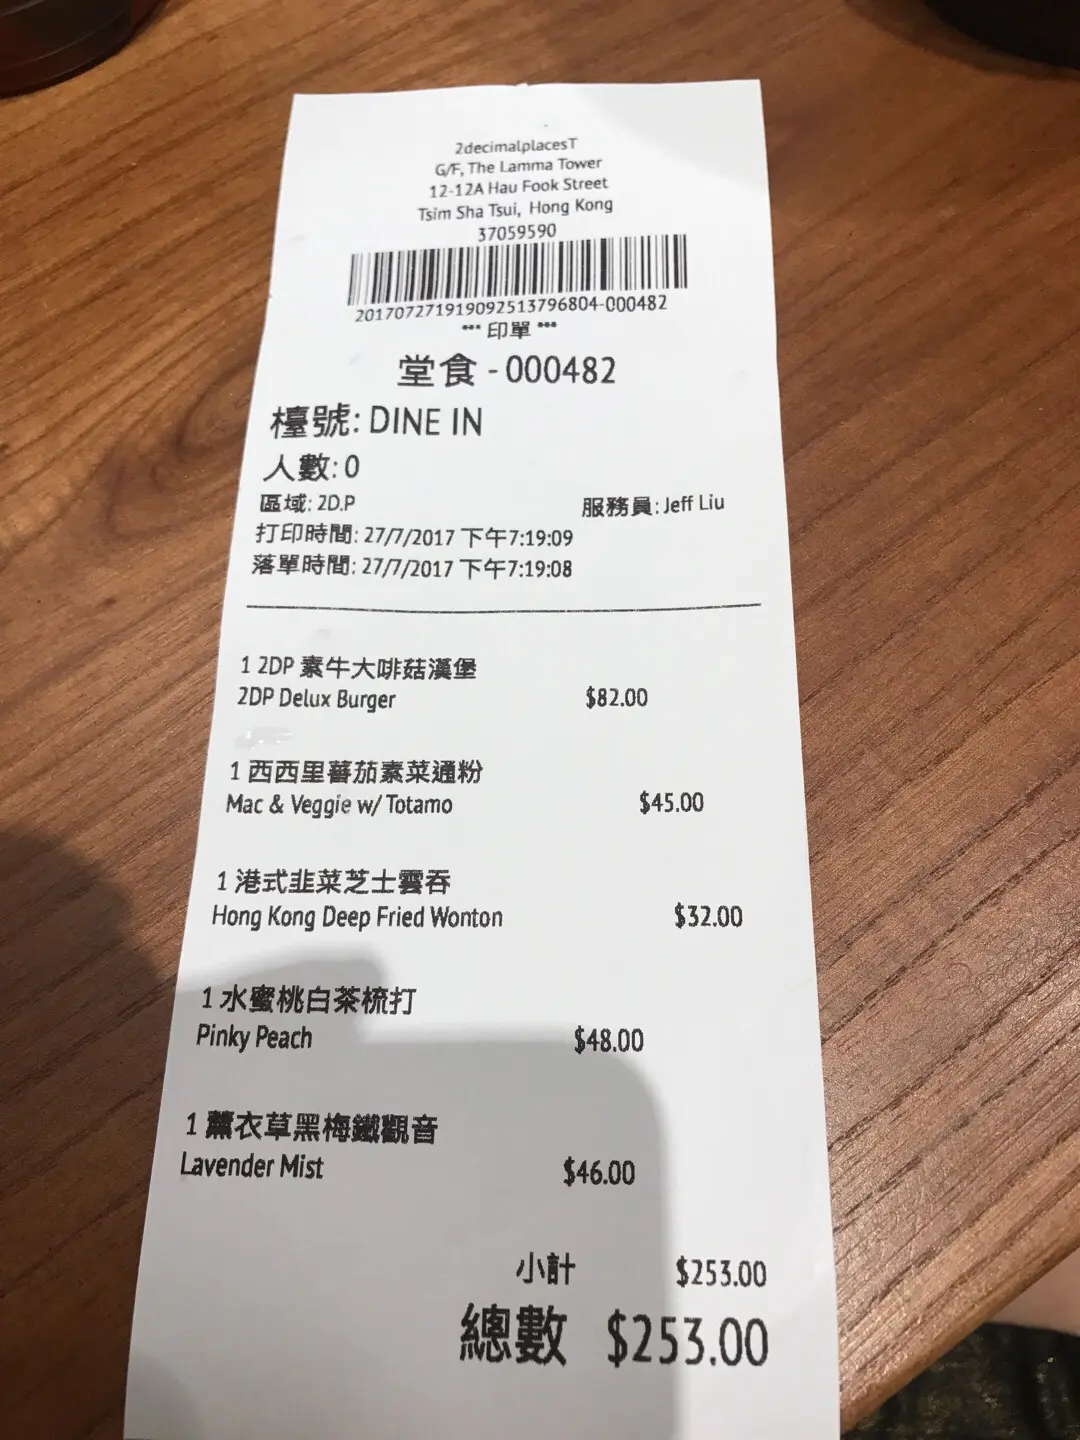 2decimalplacesT
G/F, The Lamma Tower
12-12A Hau Fook Street
Tsim Sha Tsui, Hong Kong
37059590
201707271919092513796804-000482
*** 印單 ***
堂食 - 000482
檯號: DINE IN
人數: 0
區域: 2D.P 服務員: Jeff Liu
打印時間: 27/7/2017 下午7:19:09
落單時間: 27/7/2017 下午7:19:08
1 2DP 素牛大啡菇漢堡
2DP Delux Burger $82.00
1 西西里蕃茄素菜通粉
Mac & Veggie w/ Totamo $45.00
1 港式韭菜芝士雲吞
Hong Kong Deep Fried Wonton $32.00
1 水蜜桃白茶梳打
Pinky Peach $48.00
1 薰衣草黑梅鐵觀音
Lavender Mist $46.00
小計 $253.00
總數 $253.00